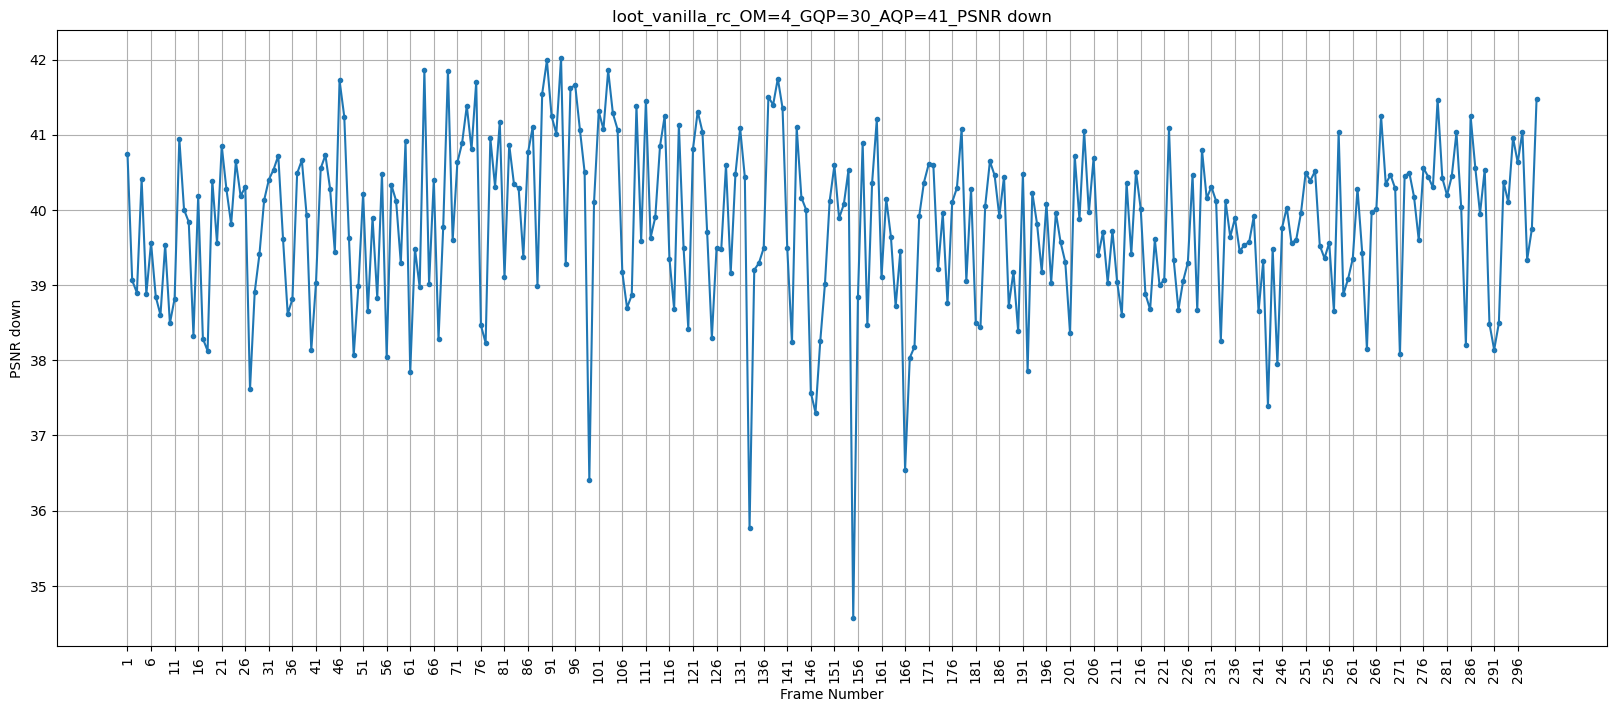 loot_vanilla_rc_OM=4_GQP=30_AQP=41_PSNR down
PSNR down
42
41
40
39
38
37
36
35
1 6 11 16 21 26 31 36 41 46 51 56 61 66 71 76 81 86 91 96 101 106 111 116 121 126 131 136 141 146 151 156 161 166 171 176 181 186 191 196 201 206 211 216 221 226 231 236 241 246 251 256 261 266 271 276 281 286 291 296
Frame Number